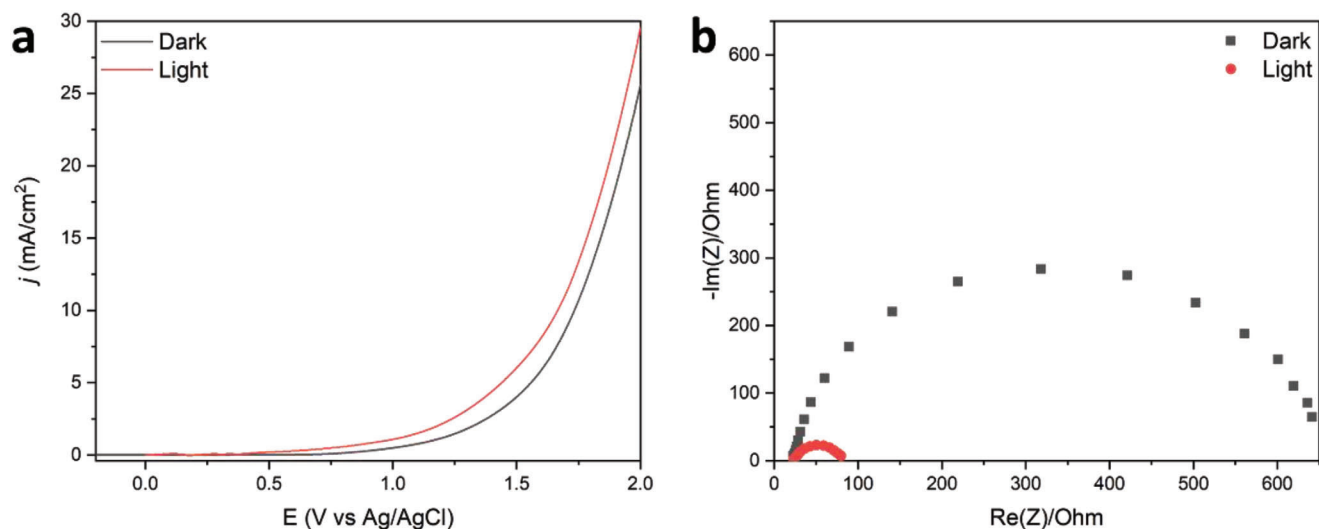 a
Dark
Light
30
25
20
15
10
5
0
j (mA/cm²)
0.0 0.5 1.0 1.5 2.0
E (V vs Ag/AgCl)
b
Dark
Light
600
500
400
300
200
100
0
-Im(Z)/Ohm
0 100 200 300 400 500 600
Re(Z)/Ohm